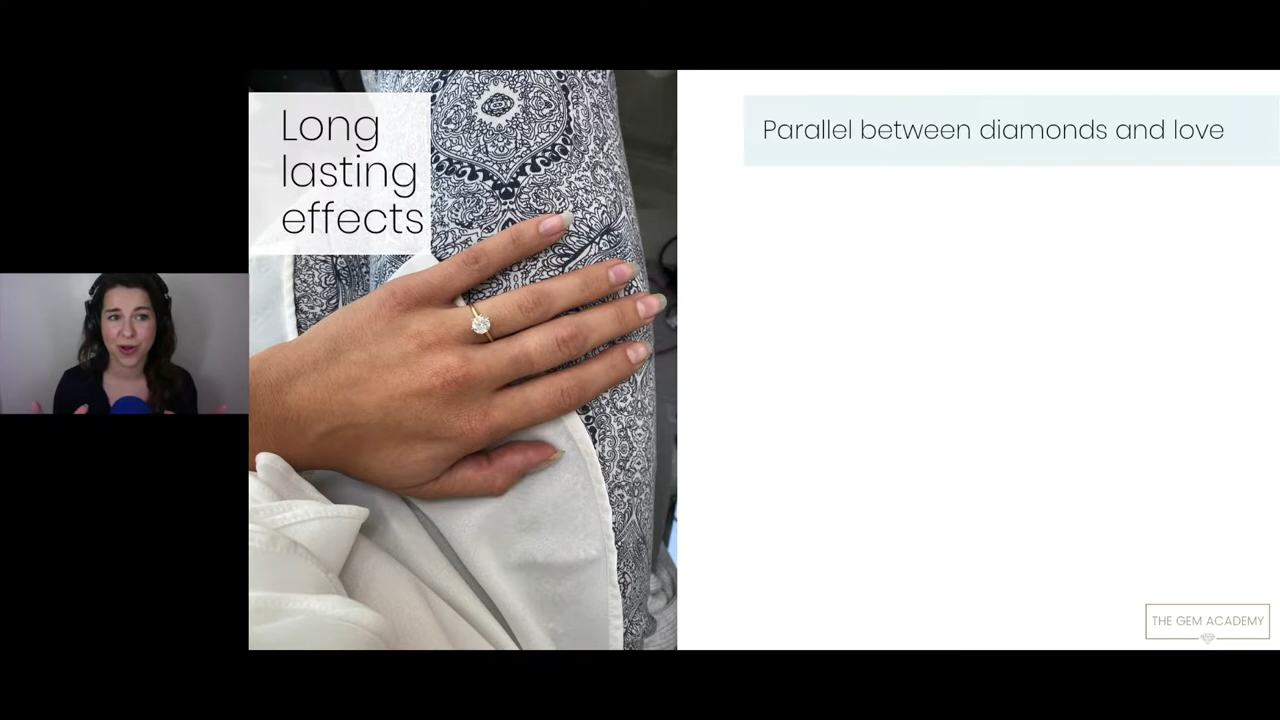 Long
lasting
effects
Parallel between diamonds and love
THE GEM ACADEMY